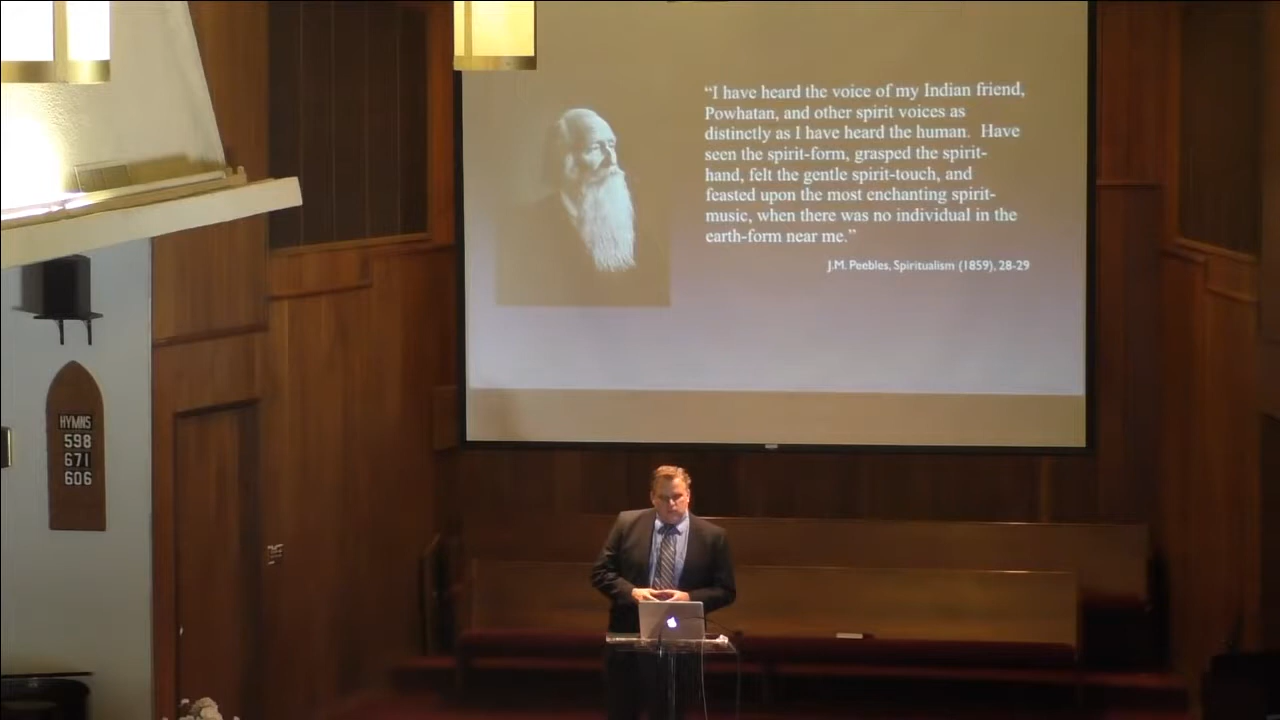 “I have heard the voice of my Indian friend,
Powhatan, and other spirit voices as
distinctly as I have heard the human.  Have
seen the spirit-form, grasped the spirit-
hand, felt the gentle spirit-touch, and
feasted upon the most enchanting spirit-
music, when there was no individual in the
earth-form near me.”
J.M. Peebles, Spiritualism (1859), 28-29
HYMNS
598
671
606